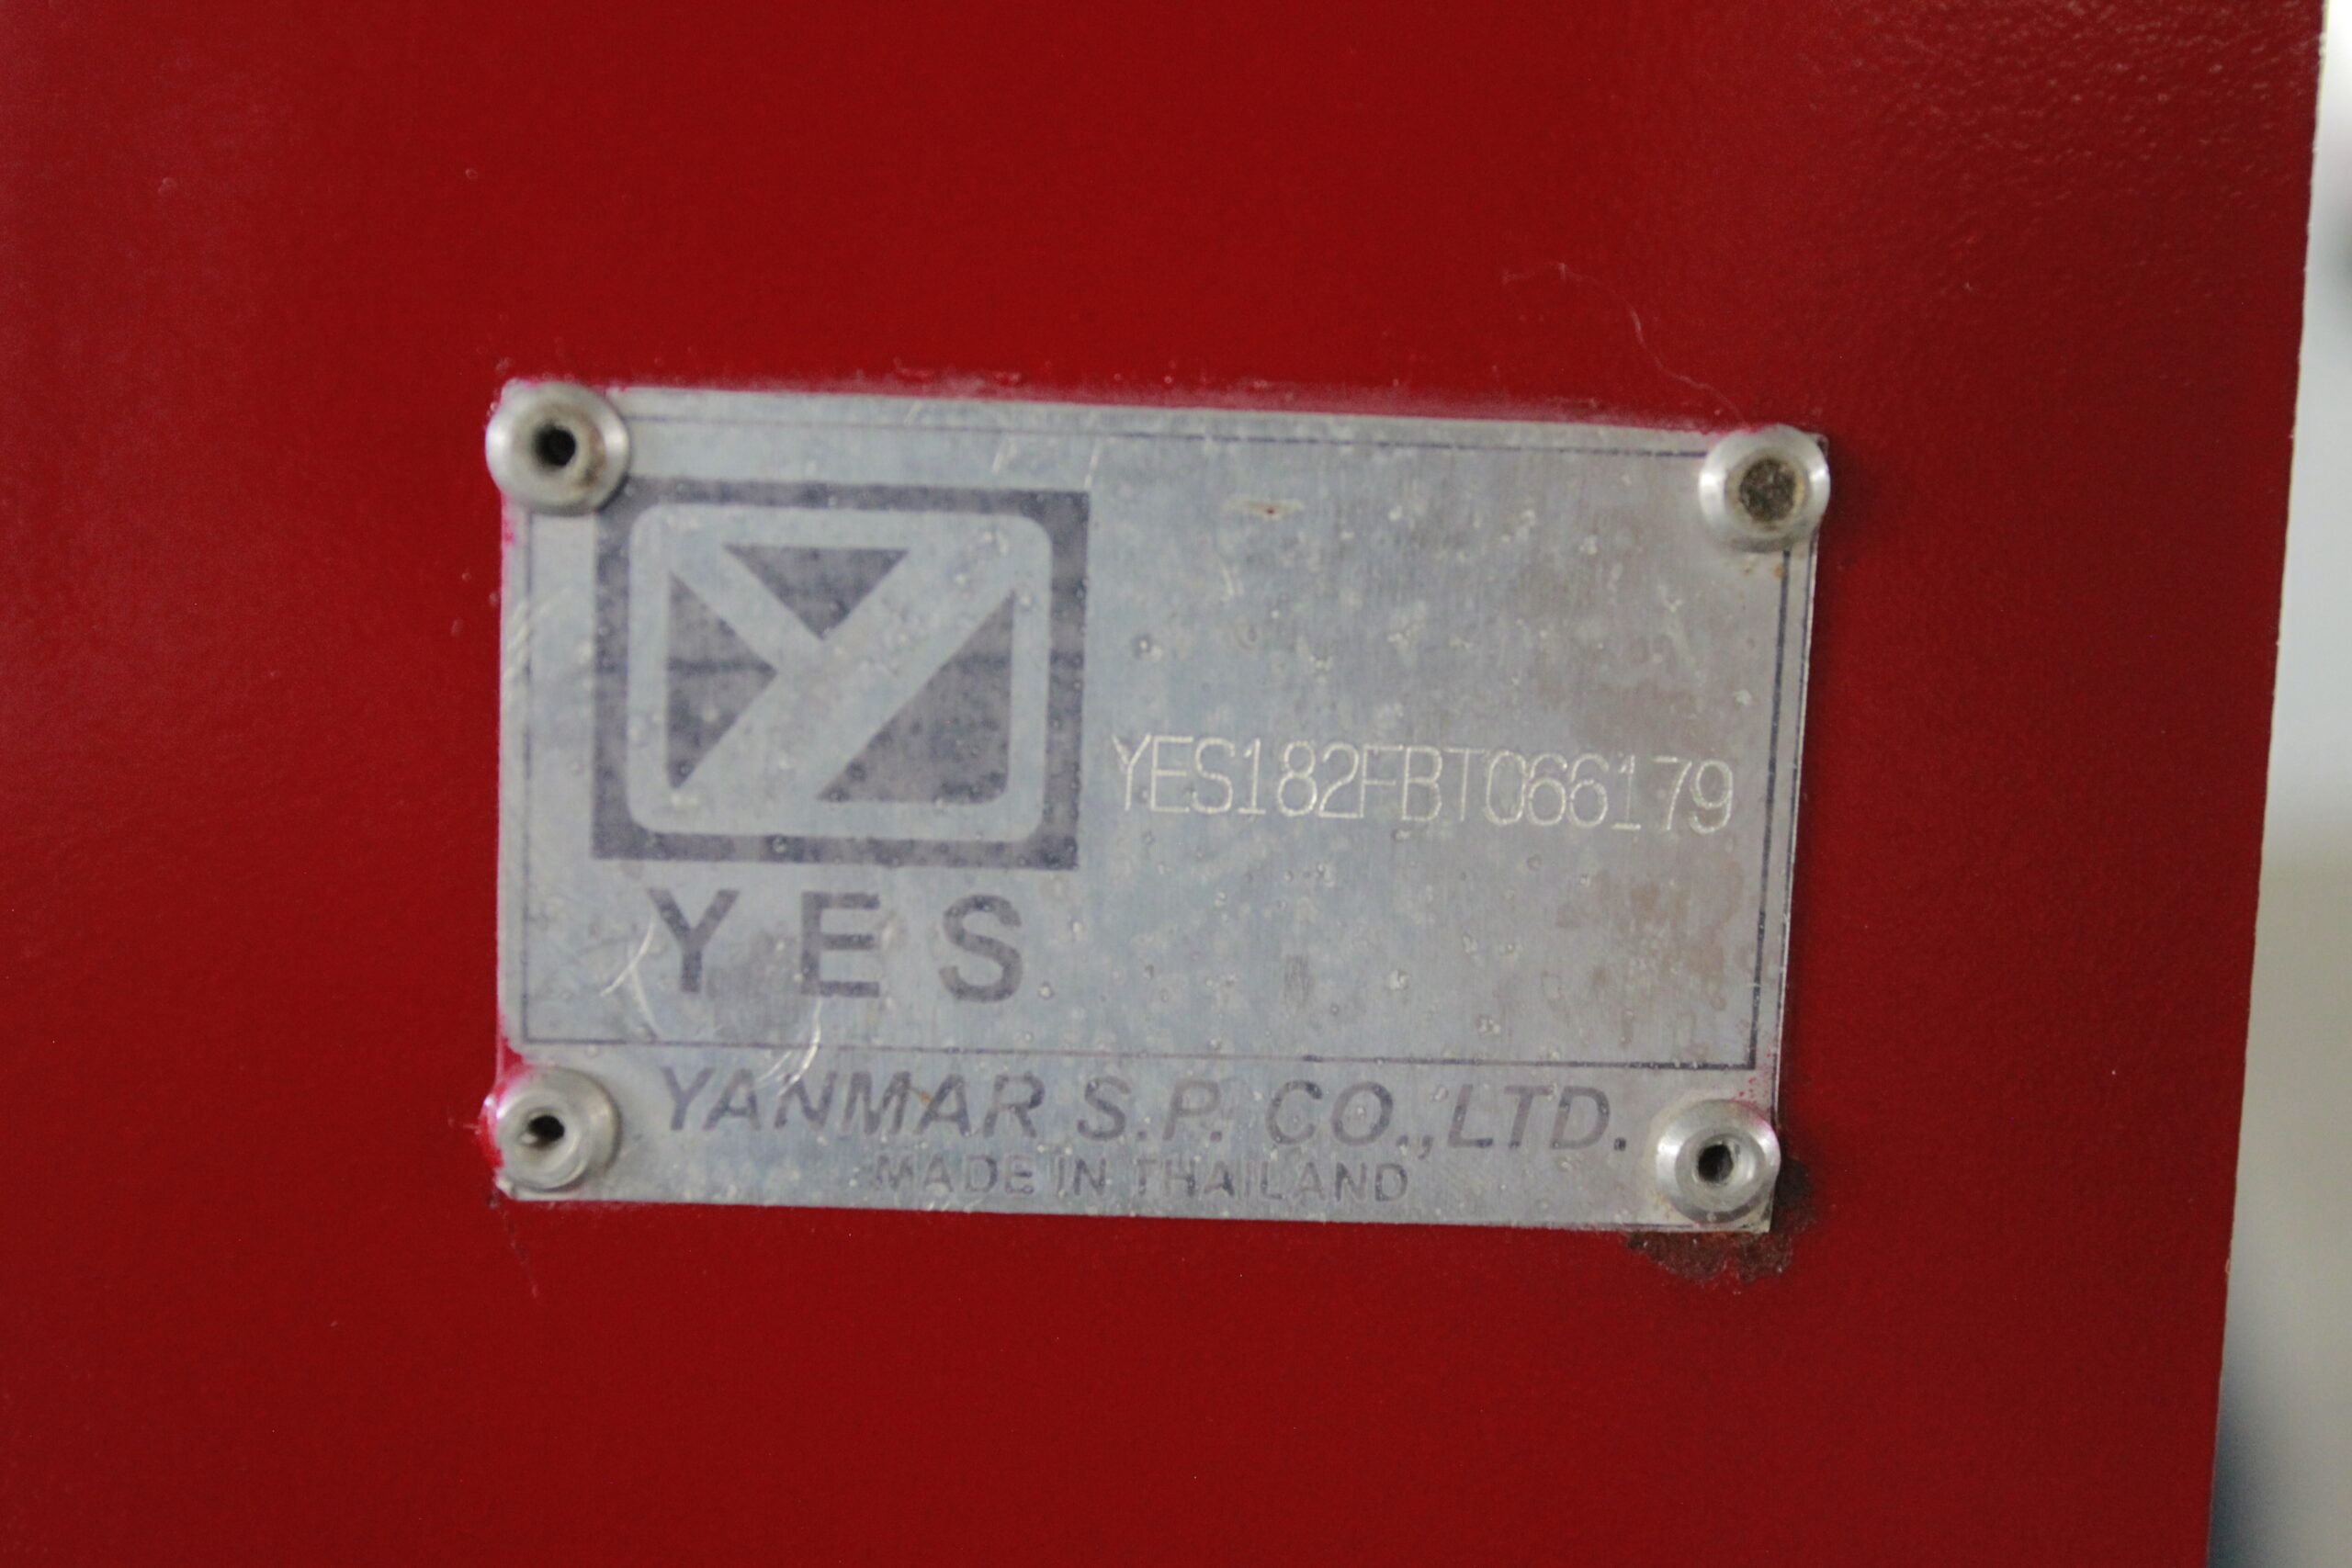 YES182FBT066179
YES
YANMAR S.P. CO.,LTD.
MADE IN THAILAND